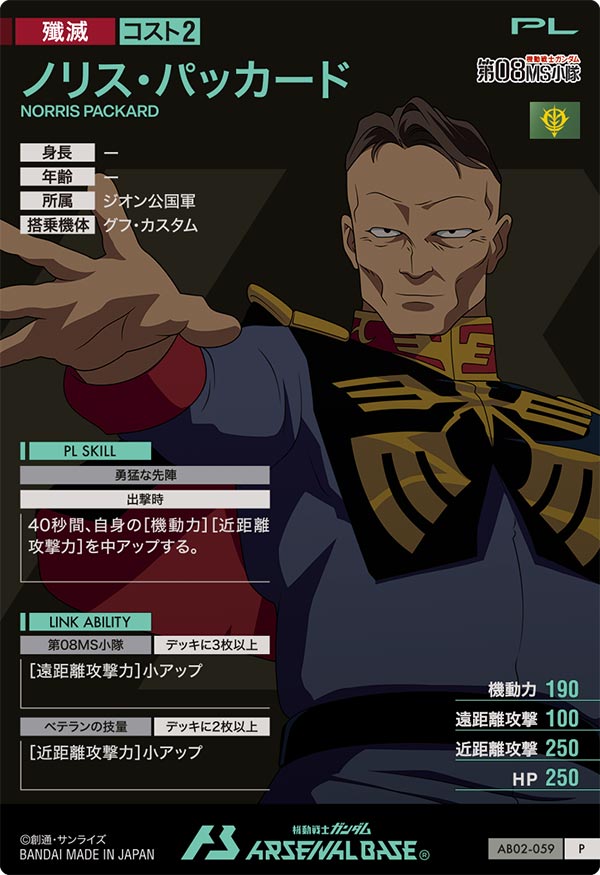 殲滅 コスト2 PL
ノリス・パッカード
NORRIS PACKARD
機動戦士ガンダム
第08MS小隊
身長 ー
年齢 ー
所属 ジオン公国軍
搭乗機体 グフ・カスタム
PL SKILL
勇猛な先陣
出撃時
40秒間、自身の[機動力][近距離
攻撃力]を中アップする。
LINK ABILITY
第08MS小隊 デッキに3枚以上
[遠距離攻撃力]小アップ
ベテランの技量 デッキに2枚以上
[近距離攻撃力]小アップ
機動力 190
遠距離攻撃 100
近距離攻撃 250
HP 250
©創通・サンライズ
BANDAI MADE IN JAPAN
機動戦士ガンダム
ARSENAL BASE®
AB02-059 P